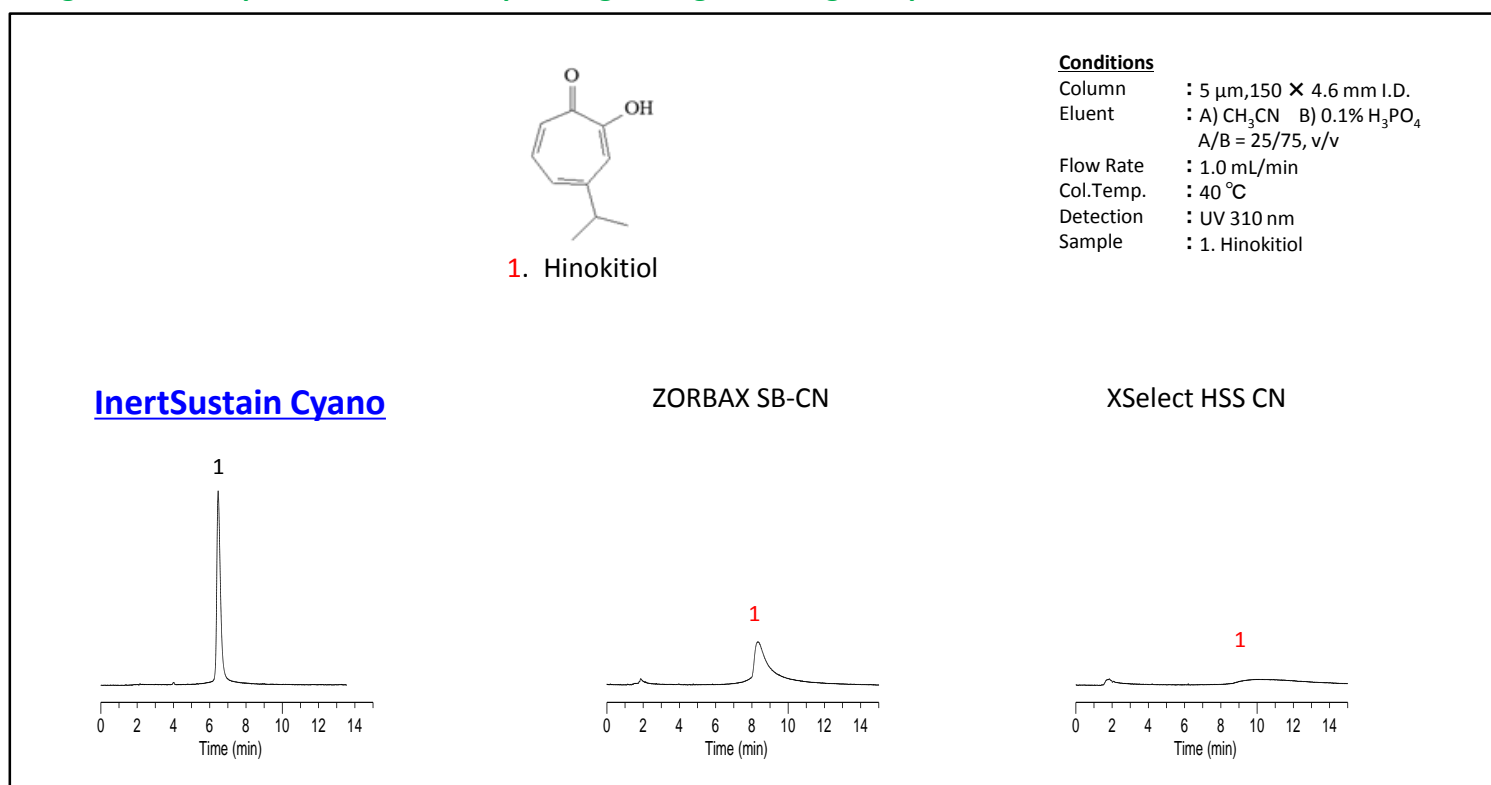 O
OH
1. Hinokitiol
Conditions
Column : 5 μm,150 × 4.6 mm I.D.
Eluent : A) CH3CN B) 0.1% H3PO4
A/B = 25/75, v/v
Flow Rate : 1.0 mL/min
Col.Temp. : 40 ℃
Detection : UV 310 nm
Sample : 1. Hinokitiol
InertSustain Cyano
1
0 2 4 6 8 10 12 14
Time (min)
ZORBAX SB-CN
1
0 2 4 6 8 10 12 14
Time (min)
XSelect HSS CN
1
0 2 4 6 8 10 12 14
Time (min)